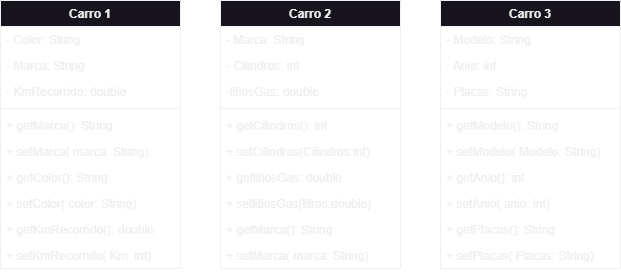 Carro 1
- Color: String
- Marca: String
- KmRecorrido: double
+ getMarca(): String
+ setMarca( marca: String)
+ getColor(): String
+ setColor( color: String)
+ getKmRecorrido(): double
+ setKmRecorrido( Km: int)
Carro 2
- Marca: String
- Cilindros: int
-litiosGas: double
+ getCilindros(): int
+ setCilindros(Cilindros:int)
+ getlitiosGas: double
+ setlitiosGas(litros:double)
+ getMarca(): String
+ setMarca( marca: String)
Carro 3
- Modelo: String
- Anio: int
- Placas: String
+ getModelo(): String
+ setModelo( Modelo: String)
+ getAnio(): int
+ setAnio( anio: int)
+ getPlacas(): String
+ setPlacas( Placas: String)